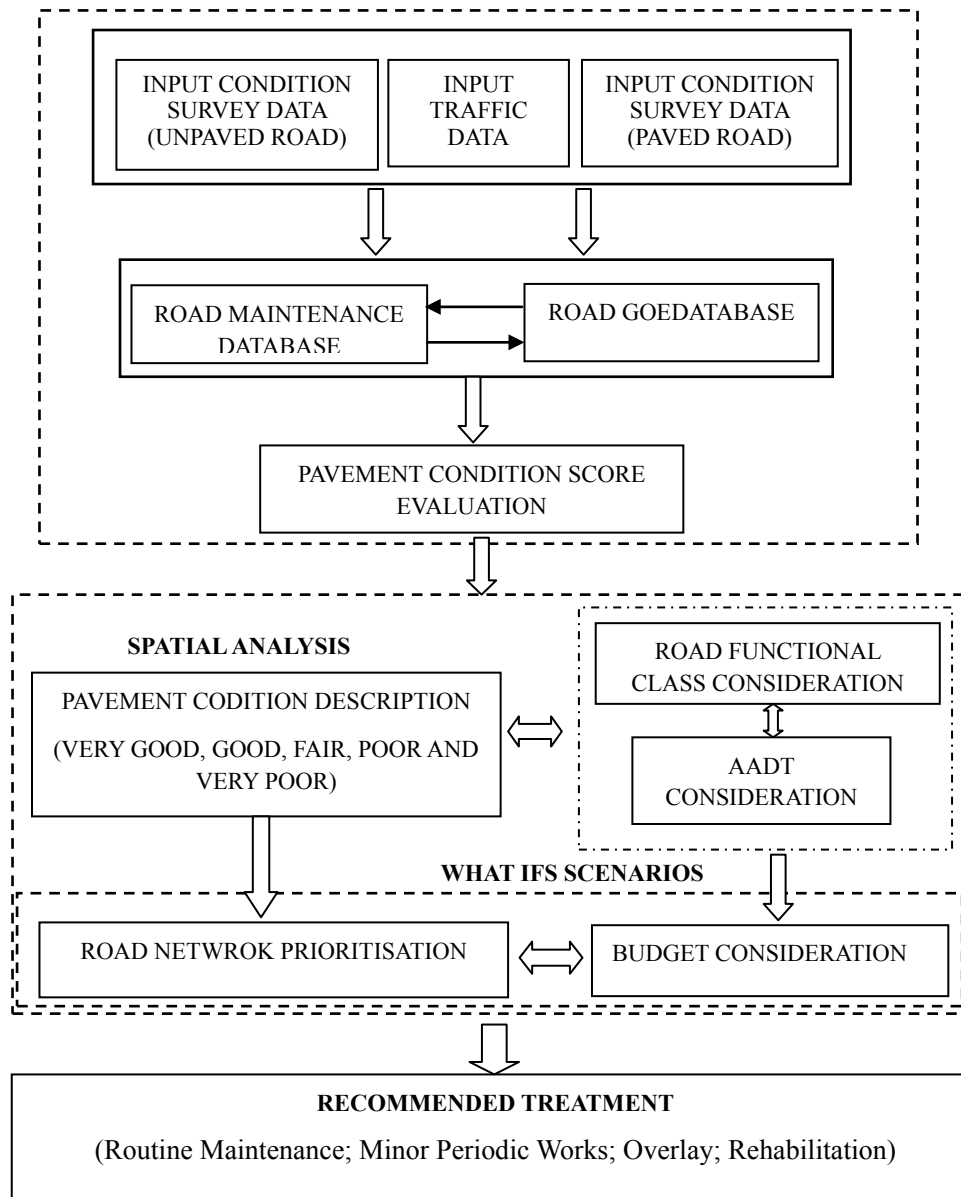 INPUT CONDITION
SURVEY DATA
(UNPAVED ROAD)
INPUT
TRAFFIC
DATA
INPUT CONDITION
SURVEY DATA
(PAVED ROAD)
ROAD MAINTENANCE
DATABASE
ROAD GOEDATABASE
PAVEMENT CONDITION SCORE
EVALUATION
SPATIAL ANALYSIS
PAVEMENT CODITION DESCRIPTION
(VERY GOOD, GOOD, FAIR, POOR AND
VERY POOR)
ROAD FUNCTIONAL
CLASS CONSIDERATION
AADT
CONSIDERATION
WHAT IFS SCENARIOS
ROAD NETWROK PRIORITISATION
BUDGET CONSIDERATION
RECOMMENDED TREATMENT
(Routine Maintenance; Minor Periodic Works; Overlay; Rehabilitation)